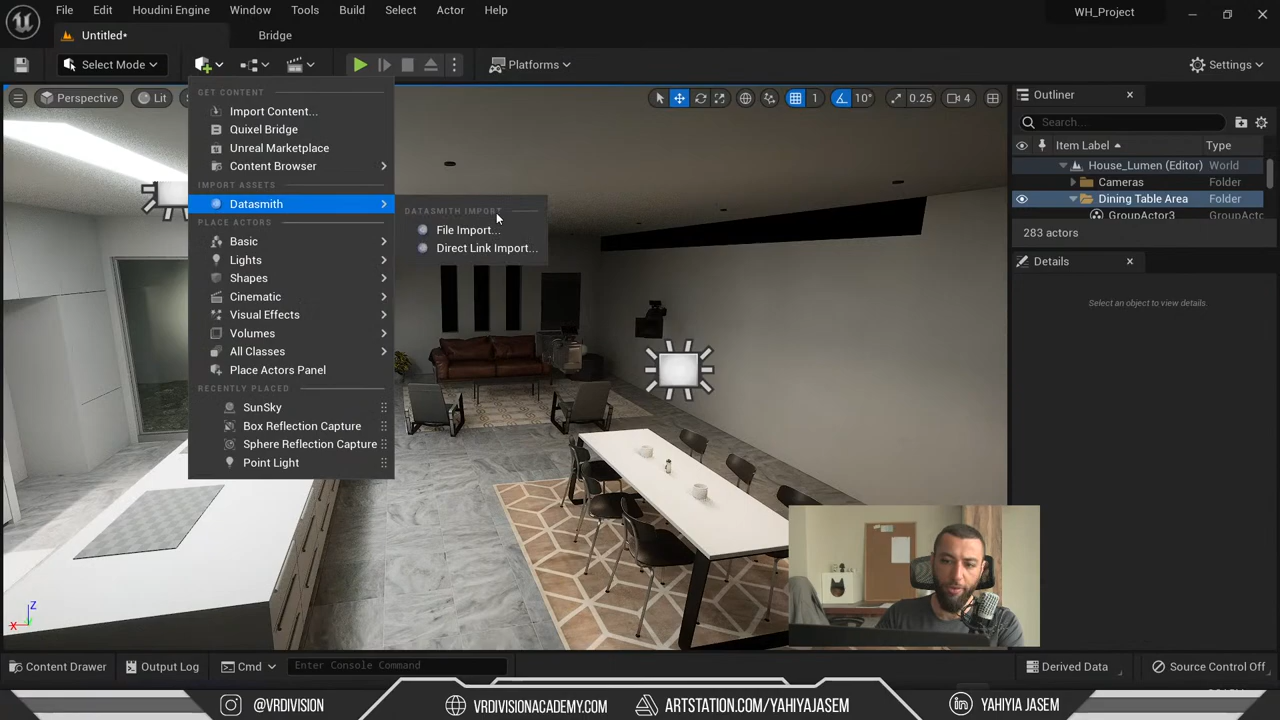 File Edit Houdini Engine Window Tools Build Select Actor Help
WH_Project
Untitled*
Bridge
Select Mode
Platforms
Settings
Perspective
Lit
1
10°
0.25
4
GET CONTENT
Import Content...
Quixel Bridge
Unreal Marketplace
Content Browser
IMPORT ASSETS
Datasmith
PLACE ACTORS
Basic
Lights
Shapes
Cinematic
Visual Effects
Volumes
All Classes
Place Actors Panel
RECENTLY PLACED
SunSky
Box Reflection Capture
Sphere Reflection Capture
Point Light
DATASMITH IMPORT
File Import...
Direct Link Import...
Outliner
Search...
Item Label Type
House_Lumen (Editor) World
Cameras Folder
Dining Table Area Folder
GroupActor3 GroupActc
283 actors
Details
Select an object to view details.
Z
X
Content Drawer
Output Log
Cmd
Enter Console Command
Derived Data
Source Control Off
@VRDIVISION
VRDIVISIONACADEMY.COM
ARTSTATION.COM/YAHIYAJASEM
YAHIYIA JASEM